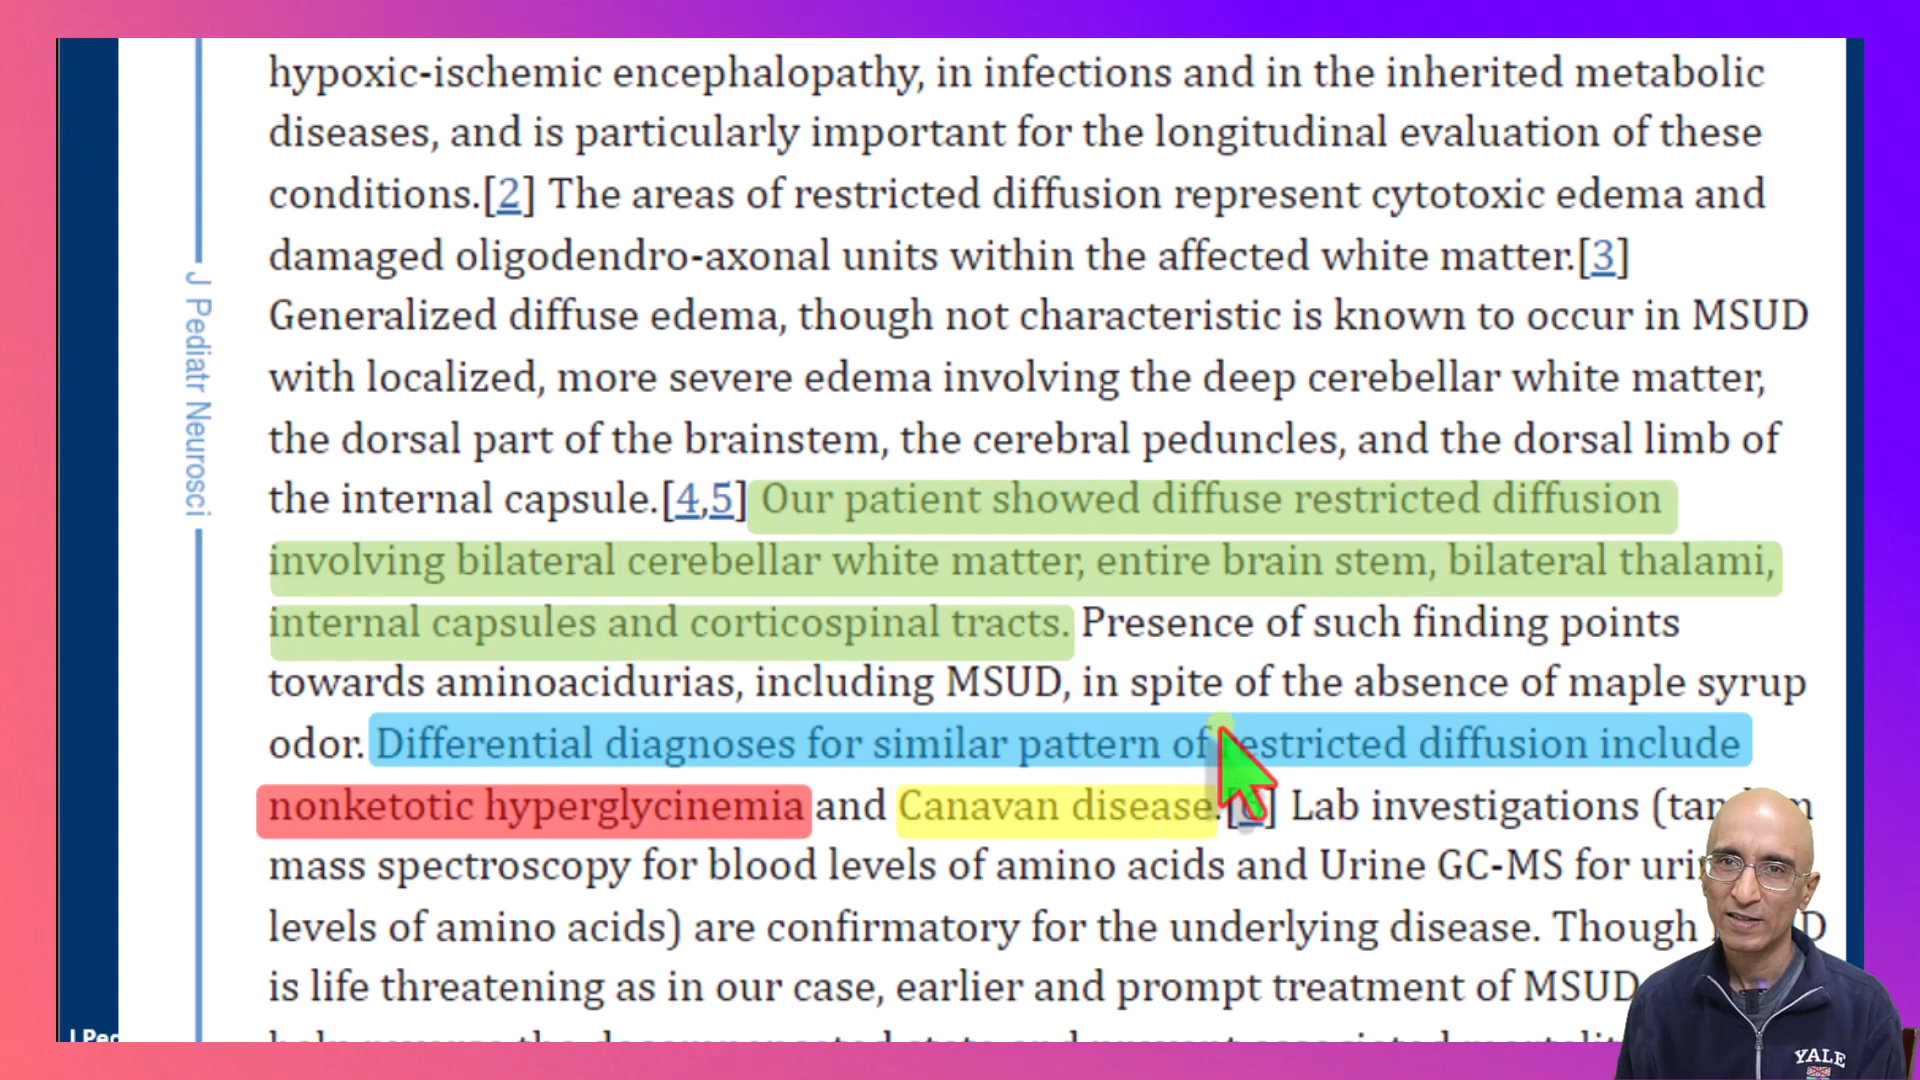 hypoxic-ischemic encephalopathy, in infections and in the inherited metabolic
diseases, and is particularly important for the longitudinal evaluation of these
conditions.[2] The areas of restricted diffusion represent cytotoxic edema and
damaged oligodendro-axonal units within the affected white matter.[3]
Generalized diffuse edema, though not characteristic is known to occur in MSUD
with localized, more severe edema involving the deep cerebellar white matter,
the dorsal part of the brainstem, the cerebral peduncles, and the dorsal limb of
the internal capsule.[4,5] Our patient showed diffuse restricted diffusion
involving bilateral cerebellar white matter, entire brain stem, bilateral thalami,
internal capsules and corticospinal tracts. Presence of such finding points
towards aminoacidurias, including MSUD, in spite of the absence of maple syrup
odor. Differential diagnoses for similar pattern of restricted diffusion include
nonketotic hyperglycinemia and Canavan disease.[6] Lab investigations
mass spectroscopy for blood levels of amino acids and Urine GC-MS for
levels of amino acids) are confirmatory for the underlying disease. Though
is life threatening as in our case, earlier and prompt treatment of MSUD
J Pediatr Neurosci
YALE